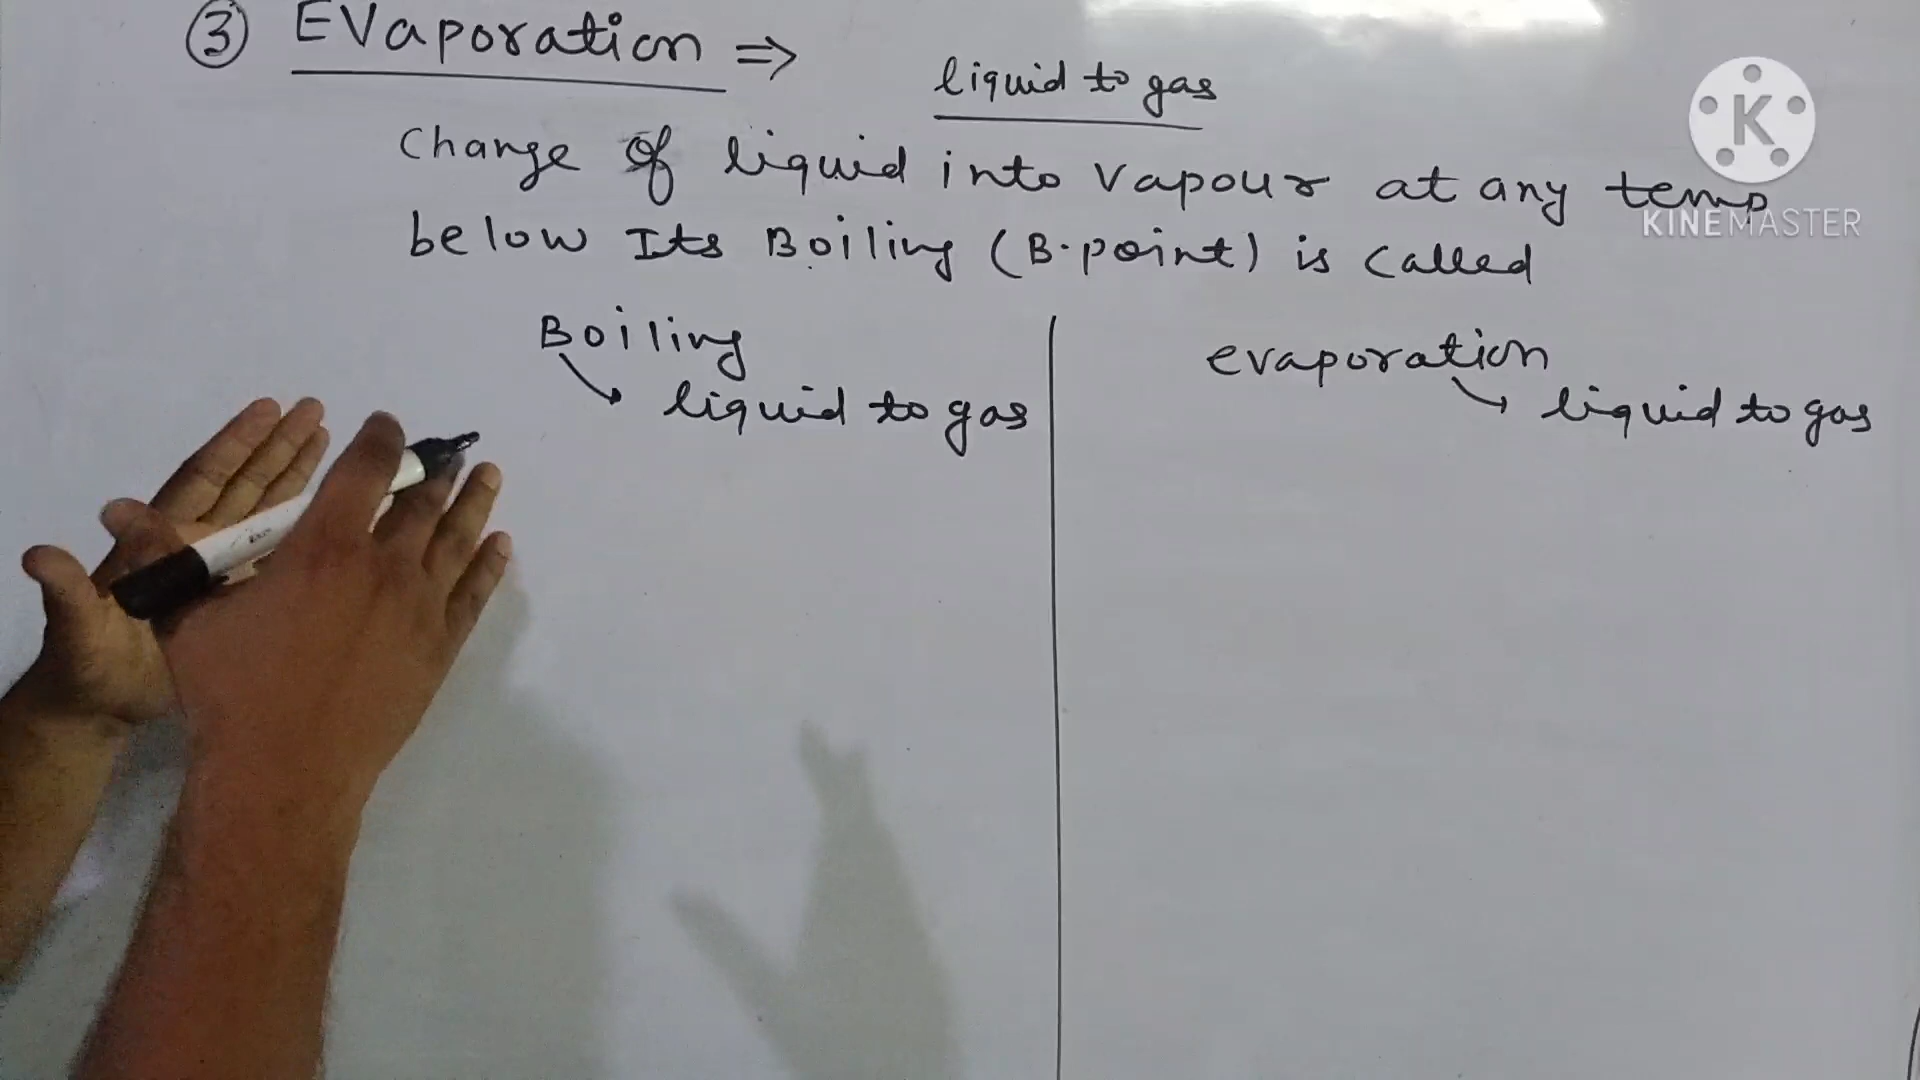 ③ Evaporation ⇒
liquid to gas
Change of liquid into vapour at any temp
below Its Boiling (B.point) is called
Boiling
→ liquid to gas
evaporation
→ liquid to gas
K
KINEMASTER